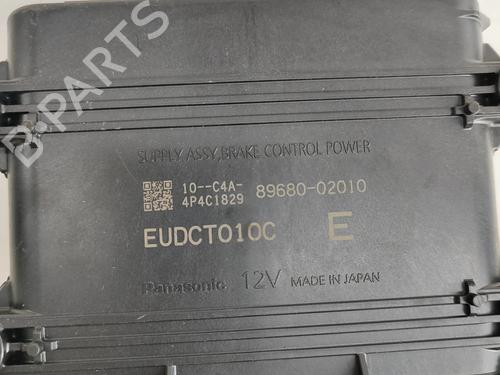 B-PARTS
SUPPLY ASSY,BRAKE CONTROL POWER
10--C4A-
4P4C1829 89680-02010
EUDCT010C E
Panasonic 12V MADE IN JAPAN